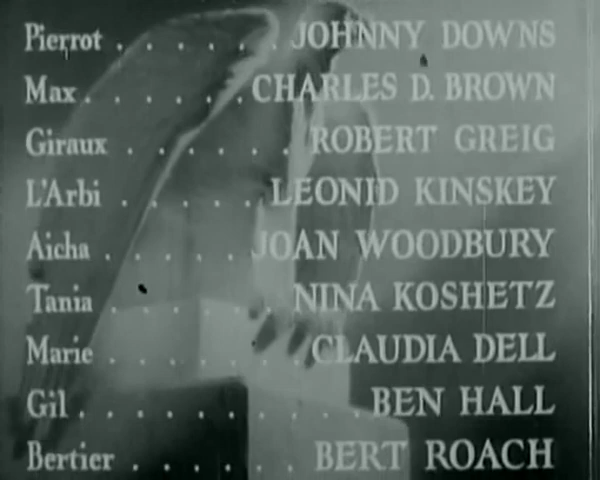 Pierrot . . . . . . JOHNNY DOWNS
Max . . . . . . CHARLES D. BROWN
Giraux . . . . . . ROBERT GREIG
L'Arbi . . . . . LEONID KINSKEY
Aicha . . . . . JOAN WOODBURY
Tania . . . . . . NINA KOSHETZ
Marie . . . . . . CLAUDIA DELL
Gil . . . . . . . . . . BEN HALL
Bertier . . . . . . BERT ROACH